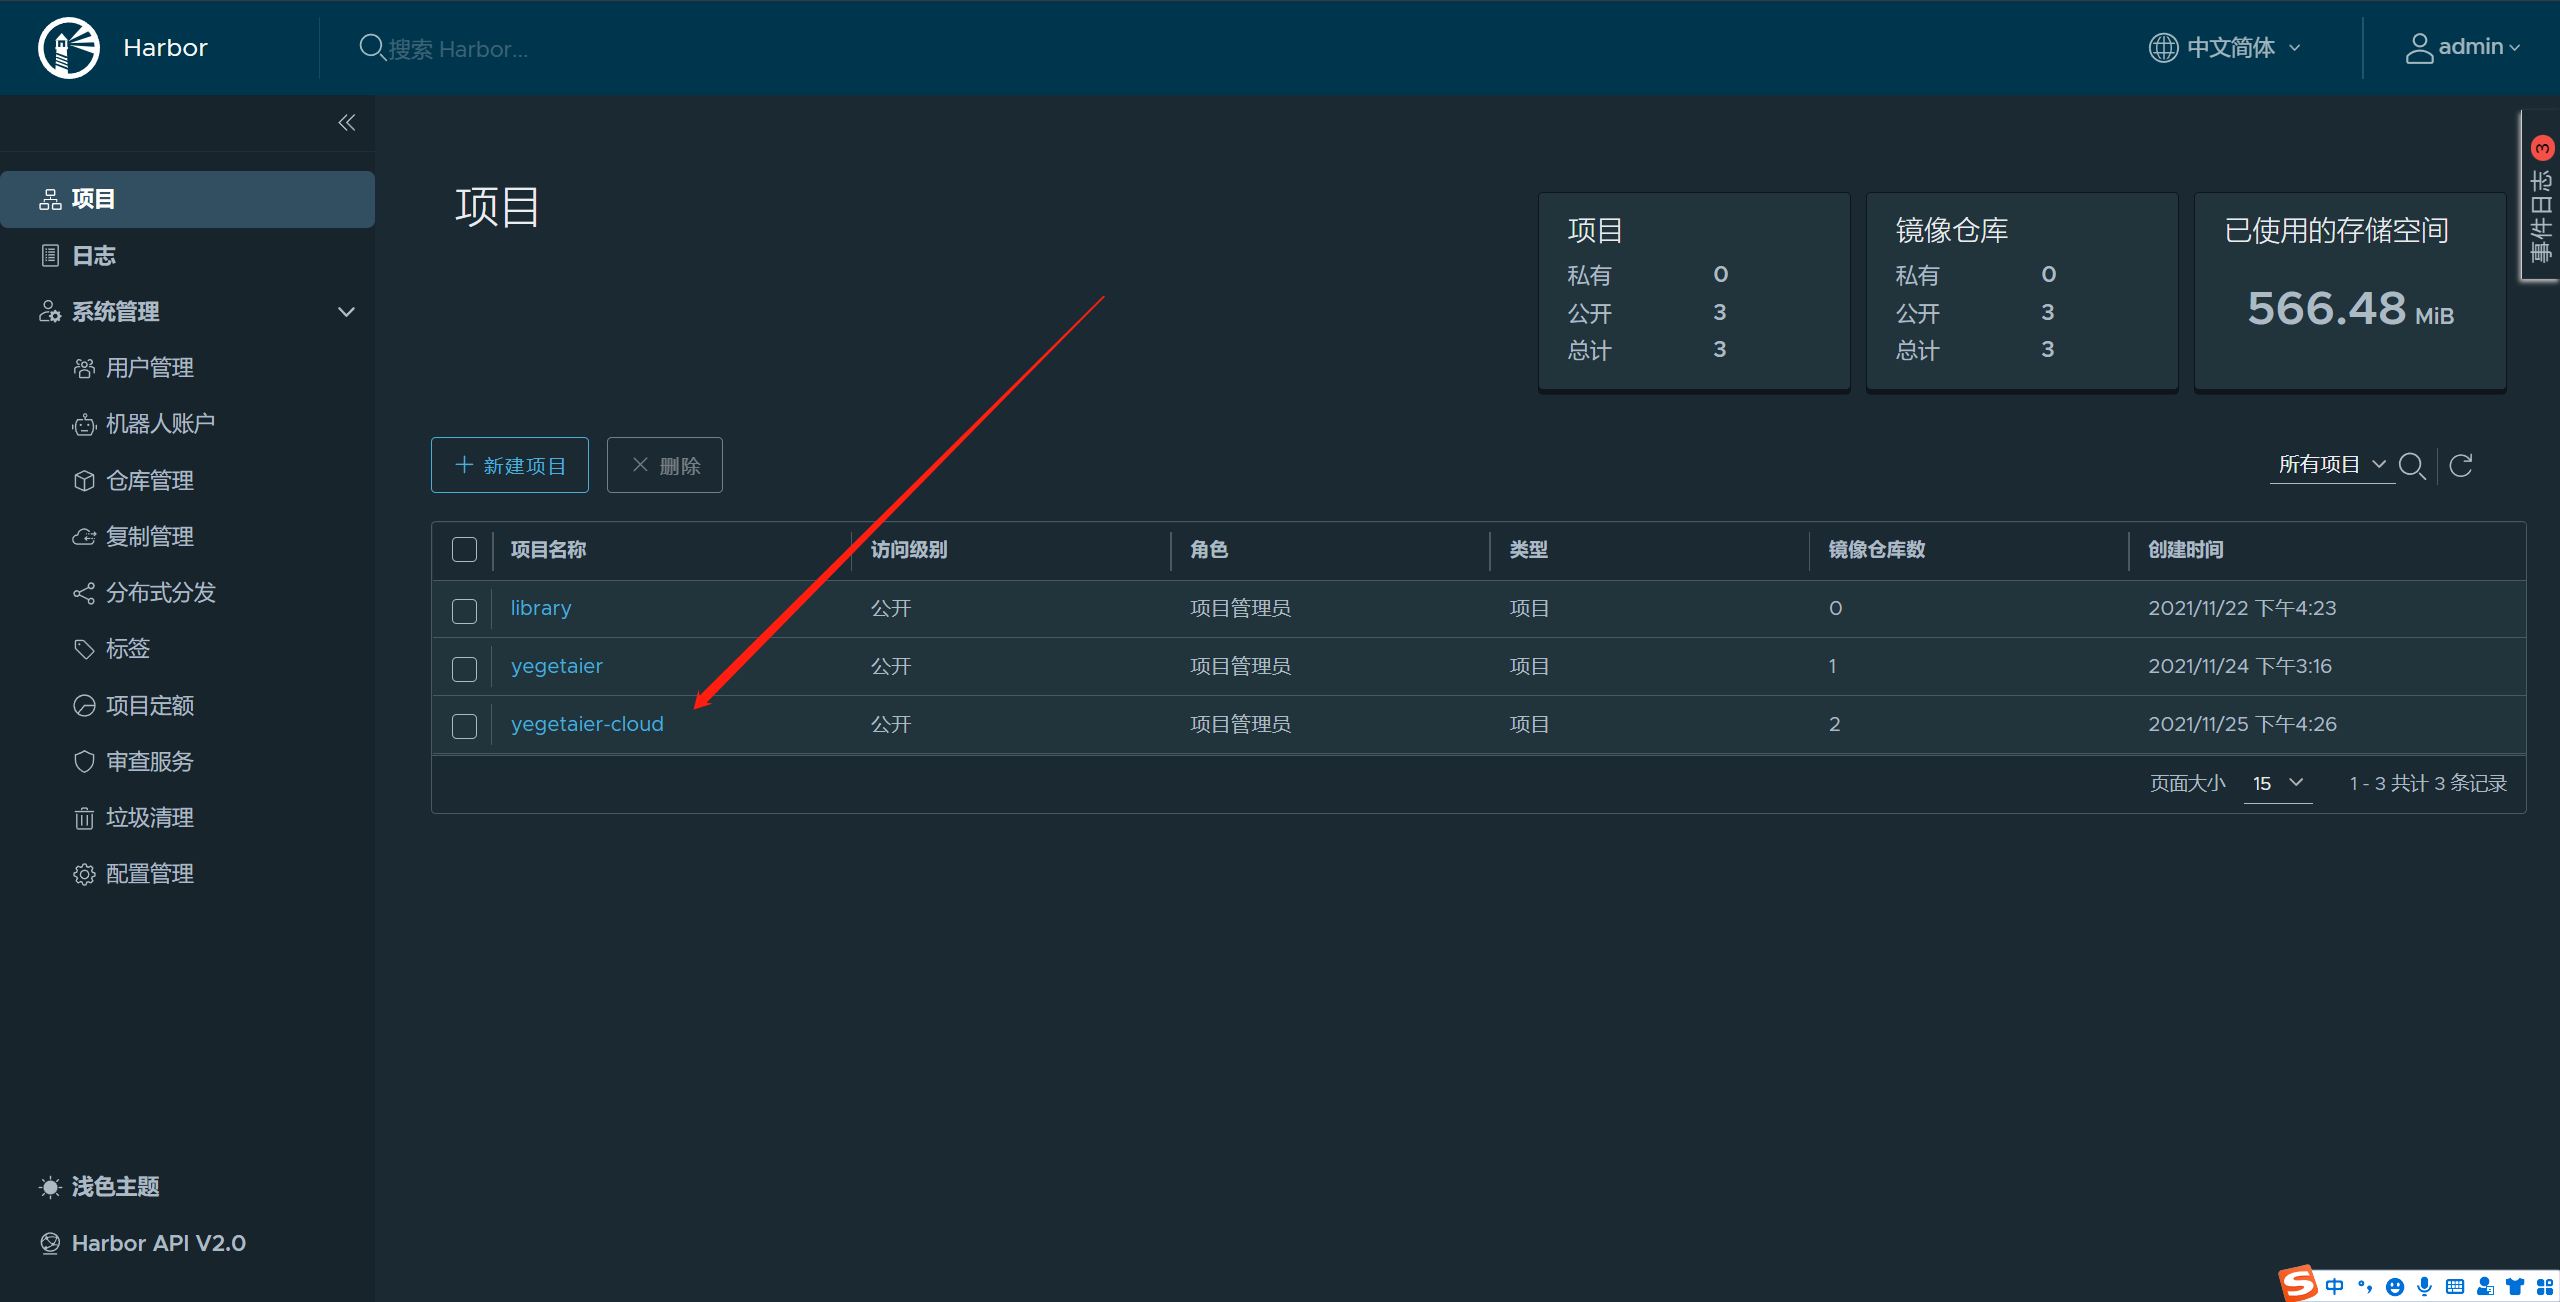 Harbor
搜索 Harbor...
中文简体
admin
项目
日志
系统管理
用户管理
机器人账户
仓库管理
复制管理
分布式分发
标签
项目定额
审查服务
垃圾清理
配置管理
浅色主题
Harbor API V2.0
项目
项目
私有 0
公开 3
总计 3
镜像仓库
私有 0
公开 3
总计 3
已使用的存储空间
566.48 MiB
事件日志 3
新建项目
删除
所有项目
项目名称 访问级别 角色 类型 镜像仓库数 创建时间
library 公开 项目管理员 项目 0 2021/11/22 下午4:23
yegetaier 公开 项目管理员 项目 1 2021/11/24 下午3:16
yegetaier-cloud 公开 项目管理员 项目 2 2021/11/25 下午4:26
页面大小 15 1 - 3 共计 3 条记录
S 中